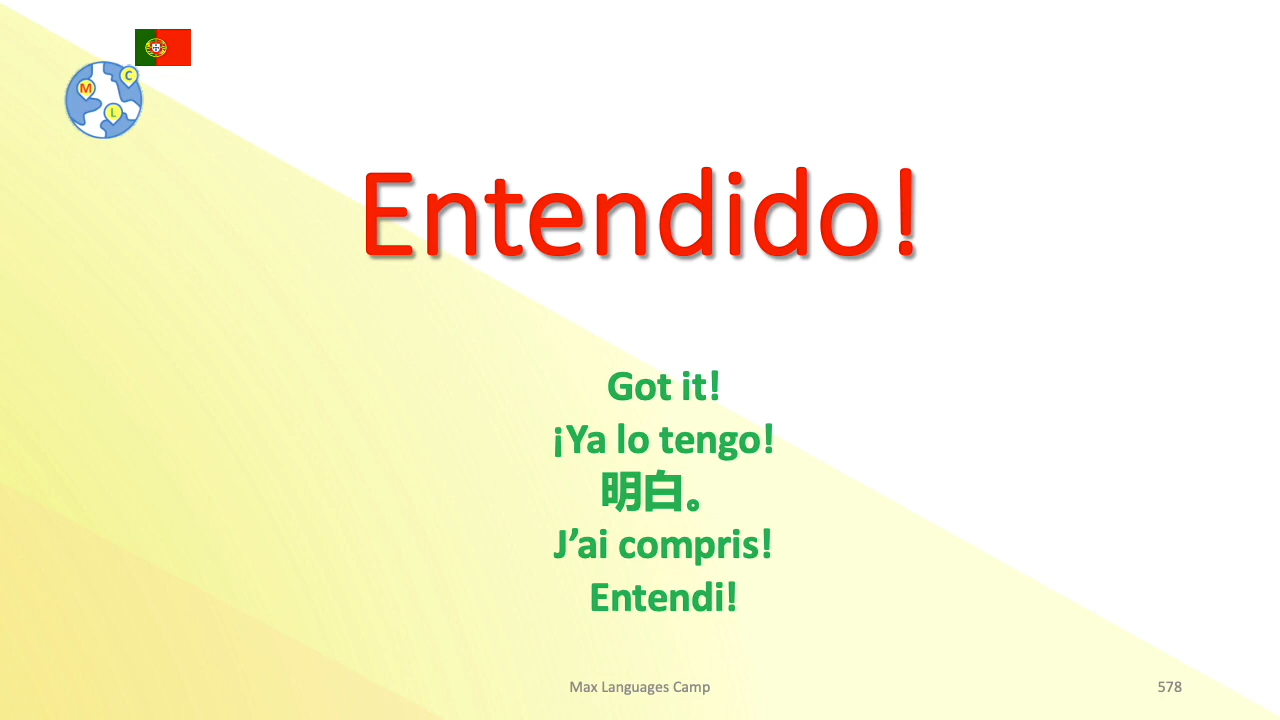 M
C
L
Entendido!
Got it!
¡Ya lo tengo!
明白。
J’ai compris!
Entendi!
Max Languages Camp
578